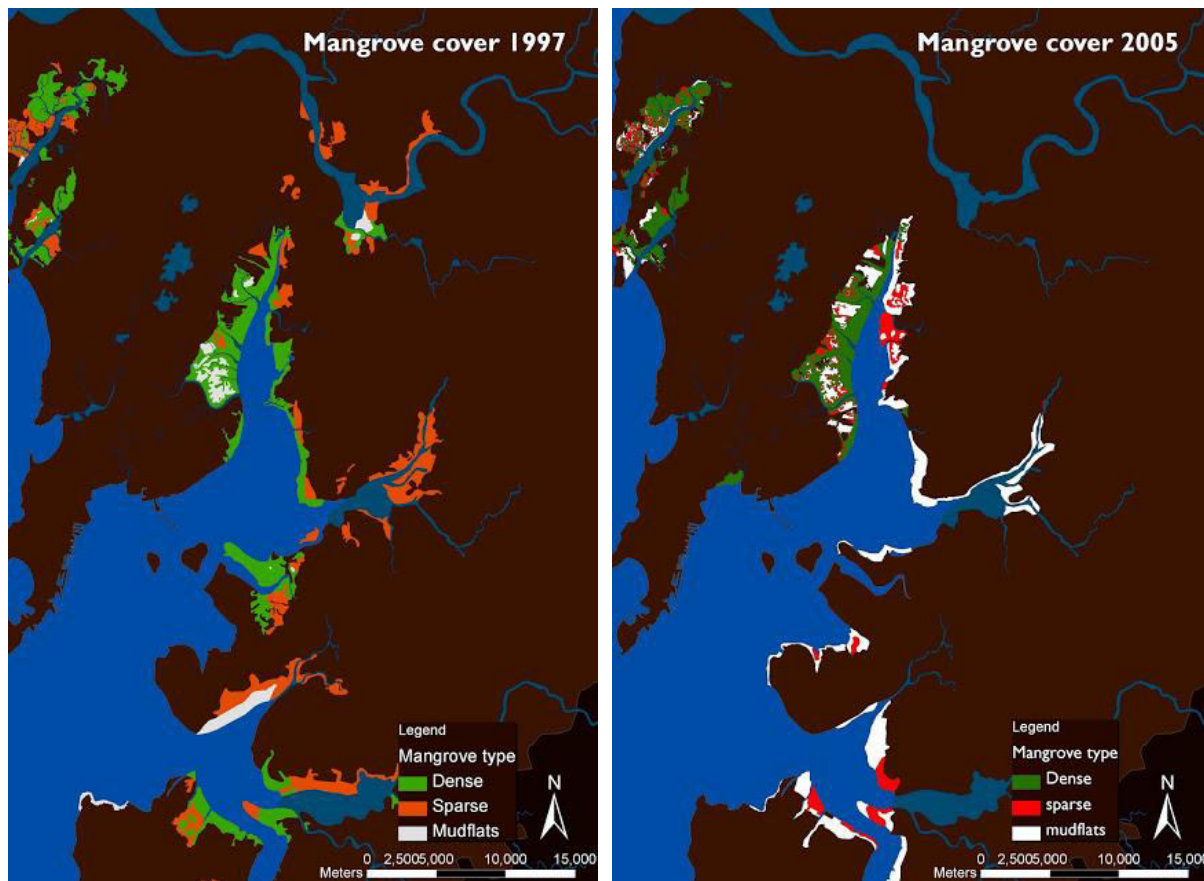 Mangrove cover 1997
Legend
Mangrove type
Dense
Sparse
Mudflats
N
0 2,5005,000 10,000 15,000
Meters
Mangrove cover 2005
Legend
Mangrove type
Dense
sparse
mudflats
N
0 2,5005,000 10,000 15,000
Meters